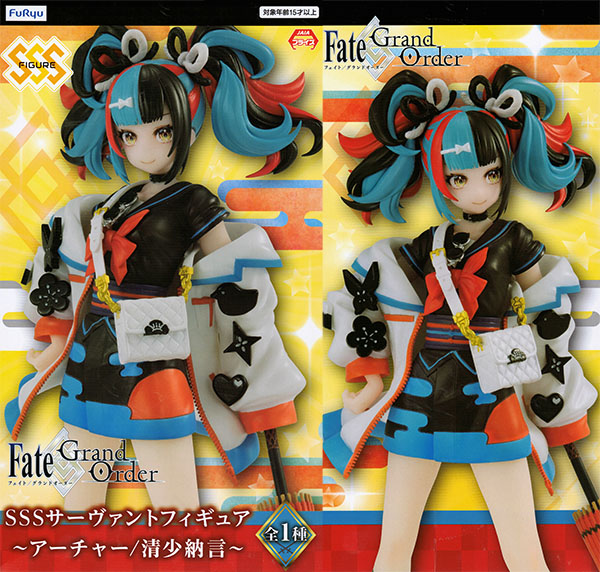 FuRyu
対象年齢15才以上
SSS
FIGURE
JAIA
プライズ
Fate/Grand Order
フェイト/グランドオーダー
Fate/Grand Order
フェイト/グランドオーダー
SSSサーヴァントフィギュア
~アーチャー/清少納言~
全1種